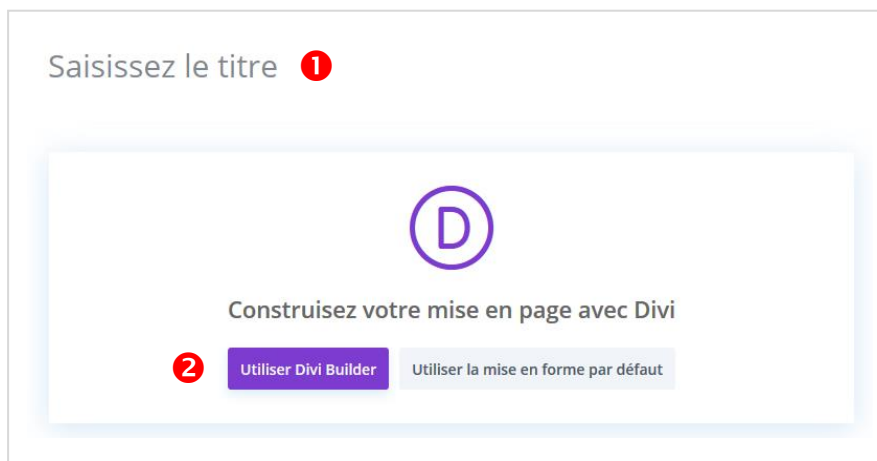 Saisissez le titre 1
D
Construisez votre mise en page avec Divi
2 Utiliser Divi Builder Utiliser la mise en forme par défaut